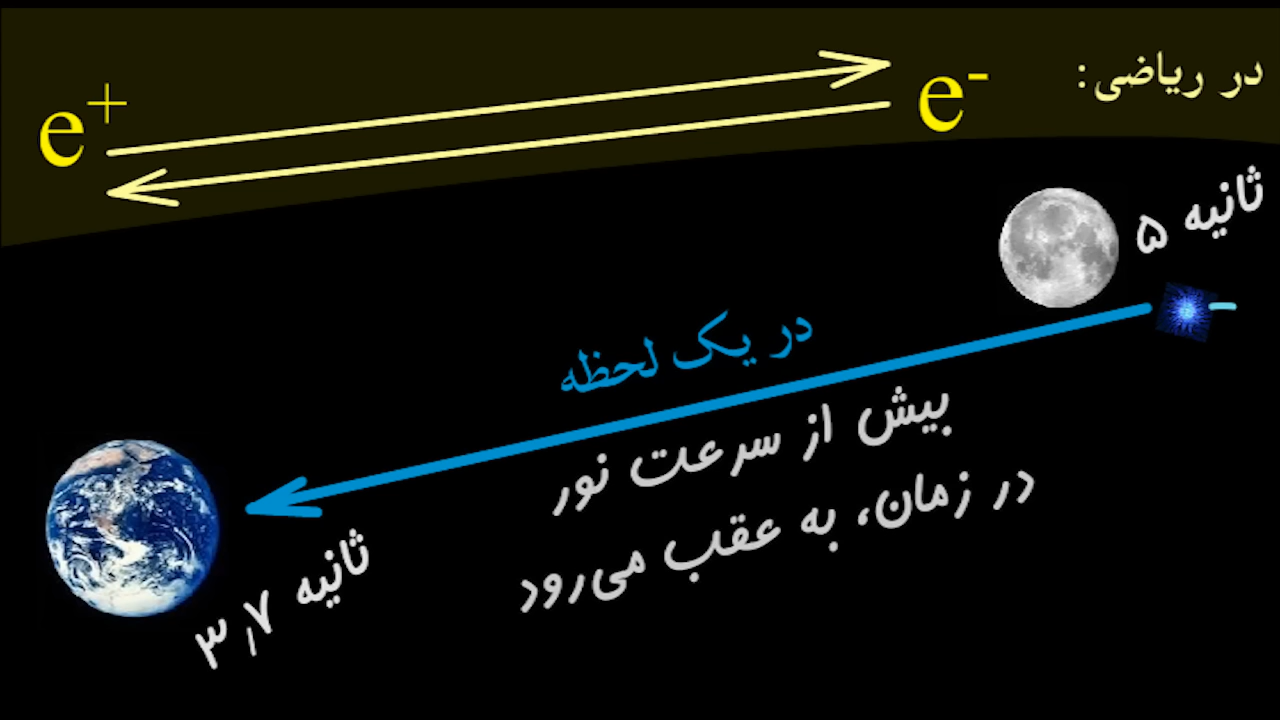 در ریاضی:
e⁺ e⁻
ثانیه ۵
در یک لحظه
بیش از سرعت نور
در زمان، به عقب می‌رود
ثانیه ۳٫۷